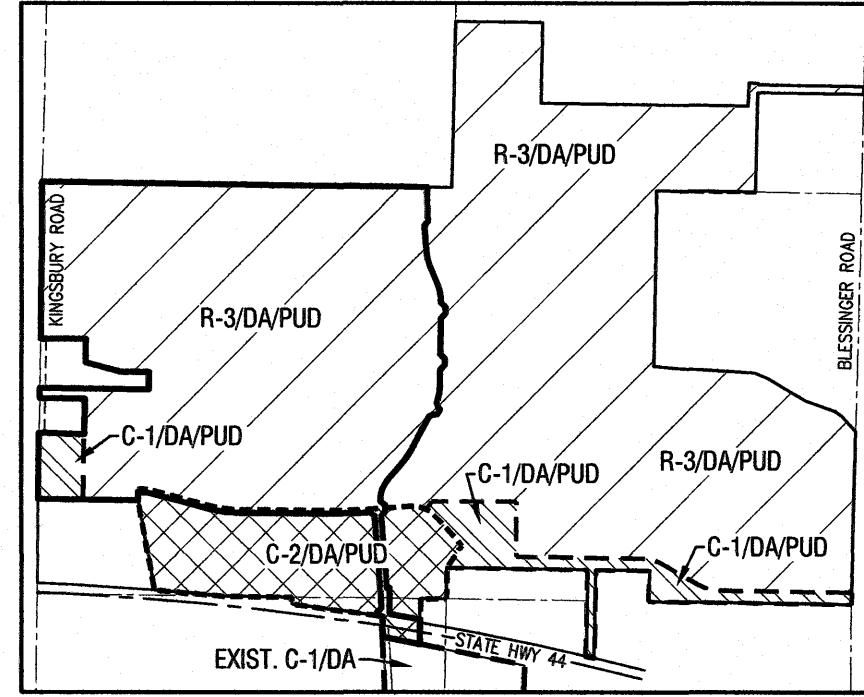 R-3/DA/PUD
KINGSBURY ROAD
R-3/DA/PUD
BLESSINGER ROAD
C-1/DA/PUD
C-1/DA/PUD
R-3/DA/PUD
C-2/DA/PUD
C-1/DA/PUD
STATE HWY 44
EXIST. C-1/DA